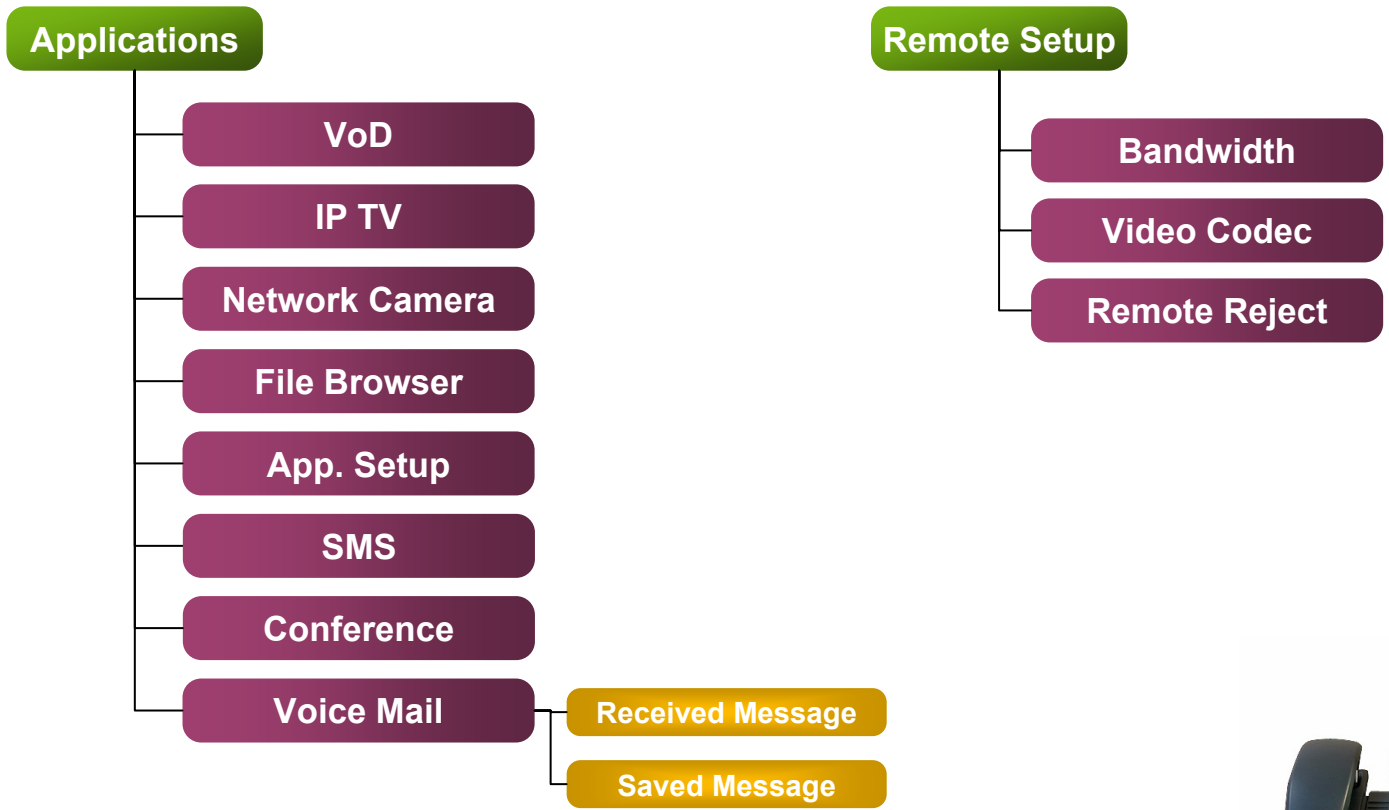 Applications
VoD
IP TV
Network Camera
File Browser
App. Setup
SMS
Conference
Voice Mail
Received Message
Saved Message
Remote Setup
Bandwidth
Video Codec
Remote Reject